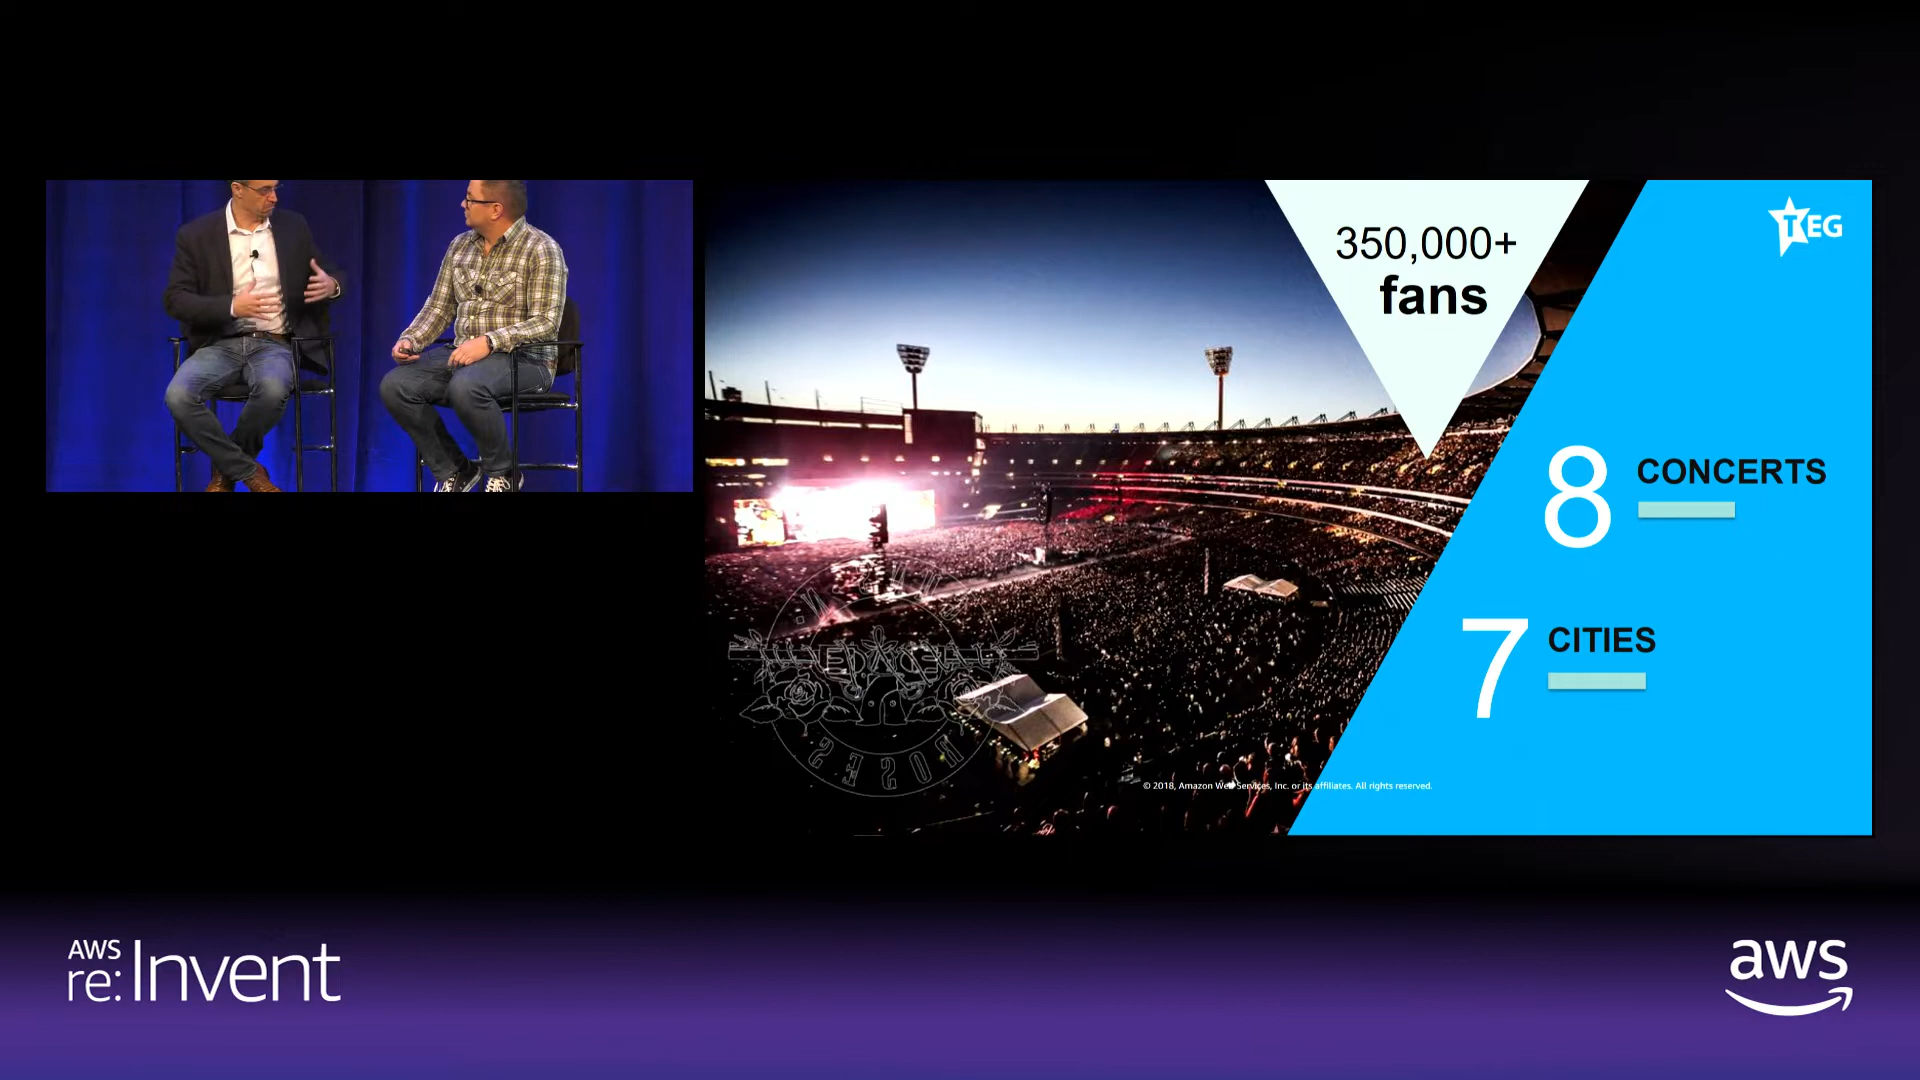 350,000+
fans
TEG
8 CONCERTS
7 CITIES
© 2018, Amazon Web Services, Inc. or its affiliates. All rights reserved.
AWS
re:Invent
aws